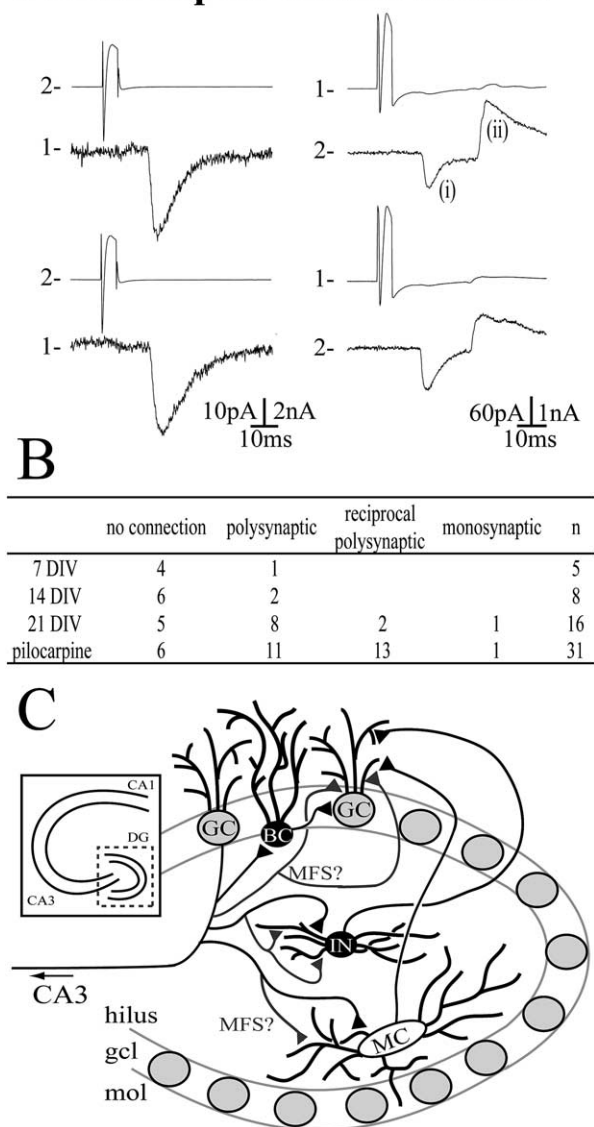 2-
1-
1-
2-
(i)
(ii)
2-
1-
1-
2-
10pA 2nA
10ms
60pA 1nA
10ms
B
no connection polysynaptic reciprocal polysynaptic monosynaptic n
7 DIV 4 1 5
14 DIV 6 2 8
21 DIV 5 8 2 1 16
pilocarpine 6 11 13 1 31
C
CA1
DG
CA3
GC
BC
GC
MFS?
IN
CA3
MFS?
MC
hilus
gcl
mol